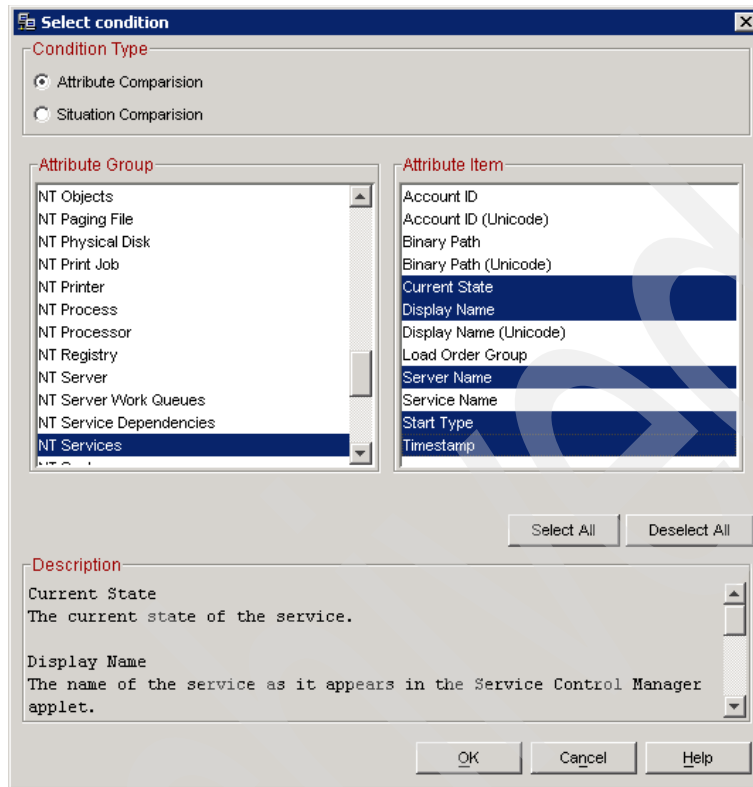 Select condition
Condition Type
Attribute Comparision
Situation Comparision
Attribute Group
NT Objects
NT Paging File
NT Physical Disk
NT Print Job
NT Printer
NT Process
NT Processor
NT Registry
NT Server
NT Server Work Queues
NT Service Dependencies
NT Services
Attribute Item
Account ID
Account ID (Unicode)
Binary Path
Binary Path (Unicode)
Current State
Display Name
Display Name (Unicode)
Load Order Group
Server Name
Service Name
Start Type
Timestamp
Select All
Deselect All
Description
Current State
The current state of the service.
Display Name
The name of the service as it appears in the Service Control Manager
applet.
OK
Cancel
Help